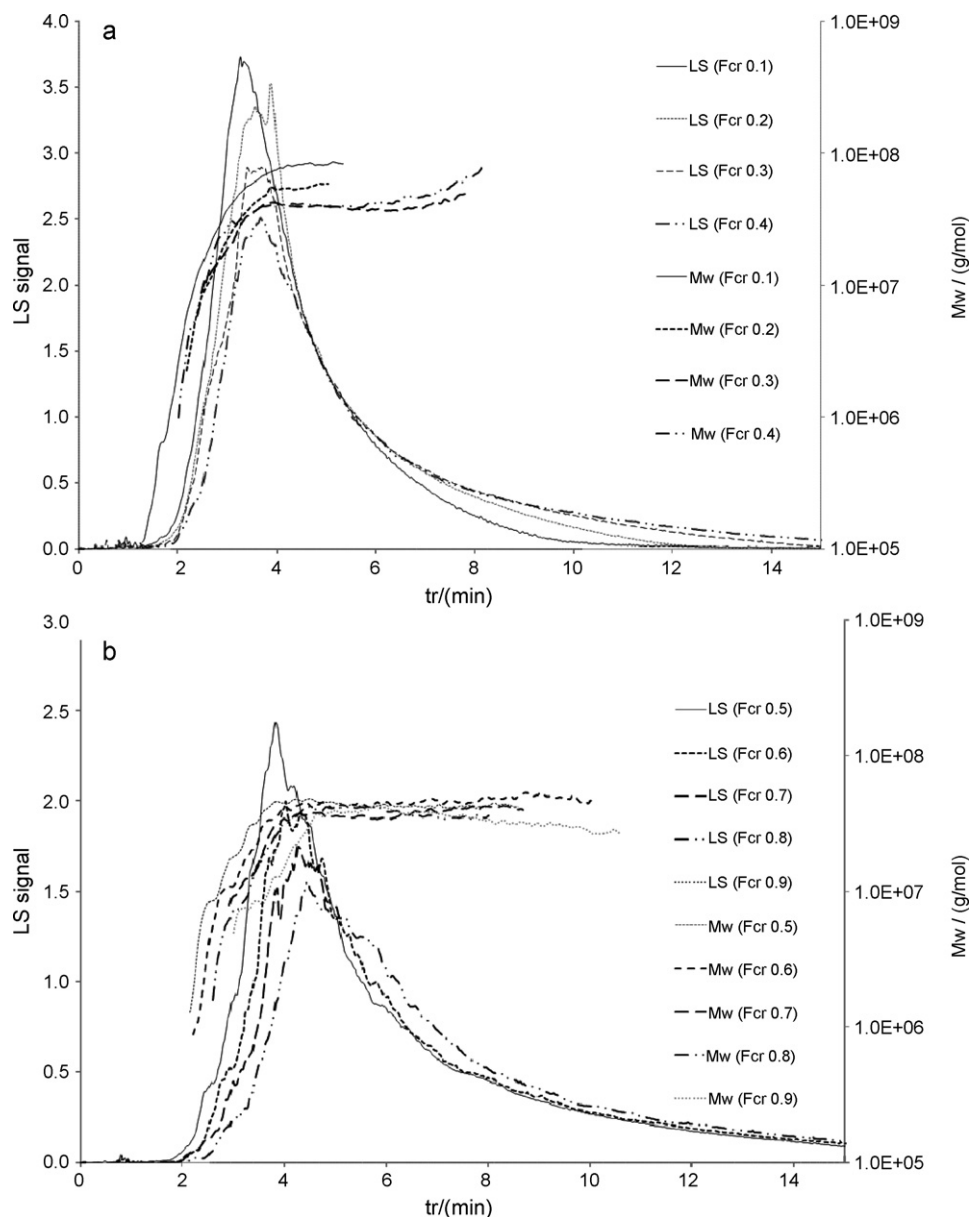 a
4.0
3.5
3.0
2.5
2.0
1.5
1.0
0.5
0.0
LS signal
0 2 4 6 8 10 12 14
tr/(min)
1.0E+09
1.0E+08
1.0E+07
1.0E+06
1.0E+05
Mw / (g/mol)
LS (Fcr 0.1)
LS (Fcr 0.2)
LS (Fcr 0.3)
LS (Fcr 0.4)
Mw (Fcr 0.1)
Mw (Fcr 0.2)
Mw (Fcr 0.3)
Mw (Fcr 0.4)
b
3.0
2.5
2.0
1.5
1.0
0.5
0.0
LS signal
0 2 4 6 8 10 12 14
tr/(min)
1.0E+09
1.0E+08
1.0E+07
1.0E+06
1.0E+05
Mw / (g/mol)
LS (Fcr 0.5)
LS (Fcr 0.6)
LS (Fcr 0.7)
LS (Fcr 0.8)
LS (Fcr 0.9)
Mw (Fcr 0.5)
Mw (Fcr 0.6)
Mw (Fcr 0.7)
Mw (Fcr 0.8)
Mw (Fcr 0.9)